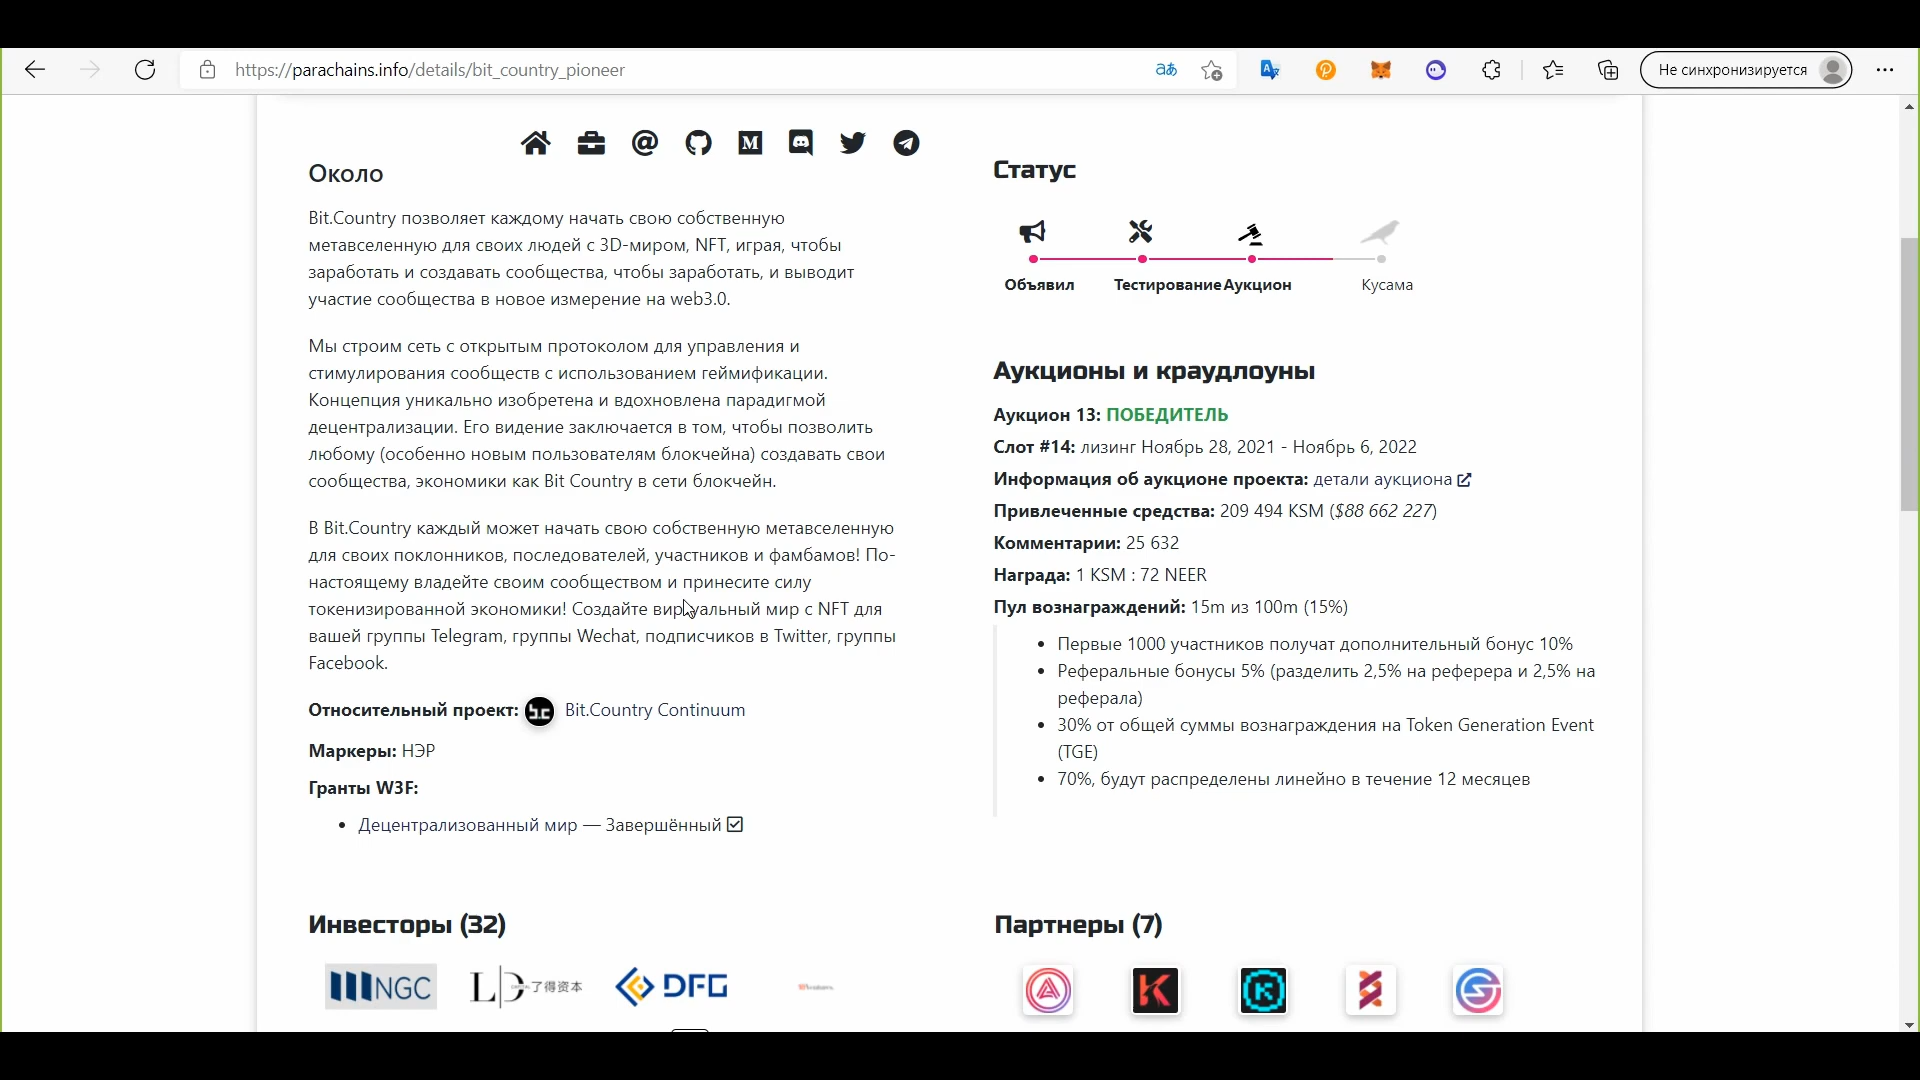 https://parachains.info/details/bit_country_pioneer
Не синхронизируется
Около
Bit.Country позволяет каждому начать свою собственную
метавселенную для своих людей с 3D-миром, NFT, играя, чтобы
заработать и создавать сообщества, чтобы заработать, и выводит
участие сообщества в новое измерение на web3.0.
Мы строим сеть с открытым протоколом для управления и
стимулирования сообществ с использованием геймификации.
Концепция уникально изобретена и вдохновлена парадигмой
децентрализации. Его видение заключается в том, чтобы позволить
любому (особенно новым пользователям блокчейна) создавать свои
сообщества, экономики как Bit Country в сети блокчейн.
В Bit.Country каждый может начать свою собственную метавселенную
для своих поклонников, последователей, участников и фамбамов! По-
настоящему владейте своим сообществом и принесите силу
токенизированной экономики! Создайте виртуальный мир с NFT для
вашей группы Telegram, группы Wechat, подписчиков в Twitter, группы
Facebook.
Относительный проект: b.c Bit.Country Continuum
Маркеры: НЭР
Гранты W3F:
• Децентрализованный мир — Завершённый
Инвесторы (32)
NGC
LD 了得资本
DFG
Статус
Объявил
Тестирование
Аукцион
Кусама
Аукционы и краудлоуны
Аукцион 13: ПОБЕДИТЕЛЬ
Слот #14: лизинг Ноябрь 28, 2021 - Ноябрь 6, 2022
Информация об аукционе проекта: детали аукциона
Привлеченные средства: 209 494 KSM ($88 662 227)
Комментарии: 25 632
Награда: 1 KSM : 72 NEER
Пул вознаграждений: 15m из 100m (15%)
• Первые 1000 участников получат дополнительный бонус 10%
• Реферальные бонусы 5% (разделить 2,5% на реферера и 2,5% на
реферала)
• 30% от общей суммы вознаграждения на Token Generation Event
(TGE)
• 70%, будут распределены линейно в течение 12 месяцев
Партнеры (7)